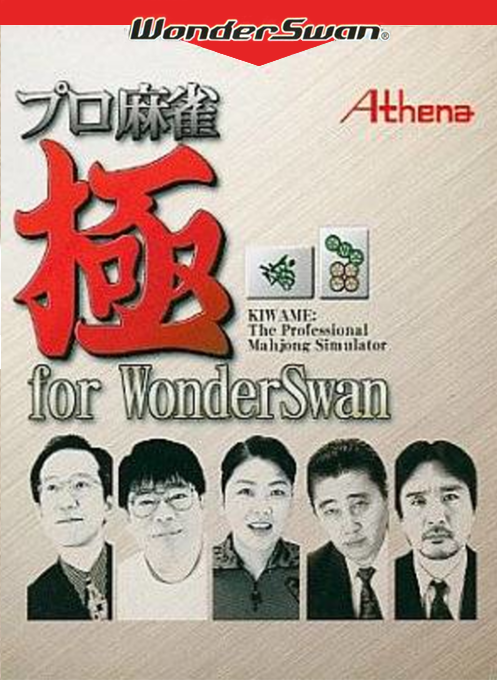 WonderSwan®
プロ麻雀
Athena
極
KIWAME:
The Professional
Mahjong Simulator
for WonderSwan